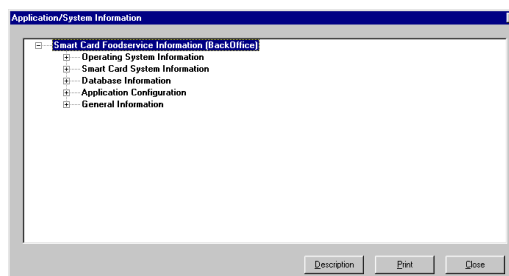 Application/System Information
Smart Card Foodservice Information (BackOffice)
Operating System Information
Smart Card System Information
Database Information
Application Configuration
General Information
Description Print Close